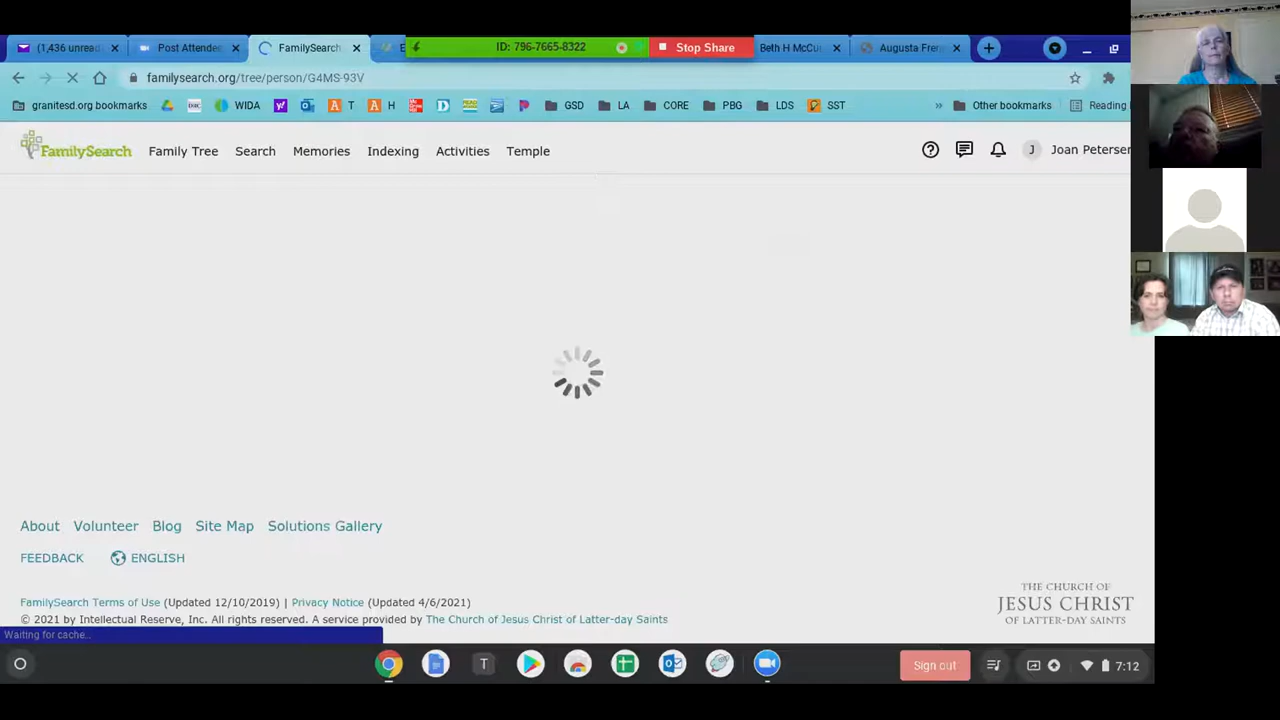 (1,436 unread
Post Attende
FamilySearch
E
ID: 796-7665-8322
Stop Share
Beth H McCu
Augusta Fren
familysearch.org/tree/person/G4MS-93V
granitesd.org bookmarks
WIDA
T
H
GSD
LA
CORE
PBG
LDS
SST
»
Other bookmarks
Reading
FamilySearch
Family Tree
Search
Memories
Indexing
Activities
Temple
J
Joan Petersen
About
Volunteer
Blog
Site Map
Solutions Gallery
FEEDBACK
ENGLISH
THE CHURCH OF
JESUS CHRIST
OF LATTER-DAY SAINTS
FamilySearch Terms of Use (Updated 12/10/2019) | Privacy Notice (Updated 4/6/2021)
© 2021 by Intellectual Reserve, Inc. All rights reserved. A service provided by The Church of Jesus Christ of Latter-day Saints
Waiting for cache...
T
Sign out
7:12